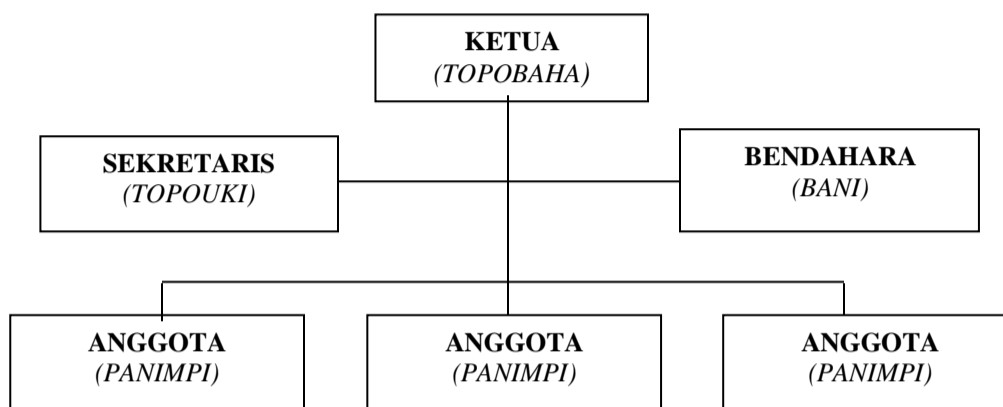 KETUA
(TOPOBAHA)
SEKRETARIS
(TOPOUKI)
BENDAHARA
(BANI)
ANGGOTA
(PANIMPI)
ANGGOTA
(PANIMPI)
ANGGOTA
(PANIMPI)